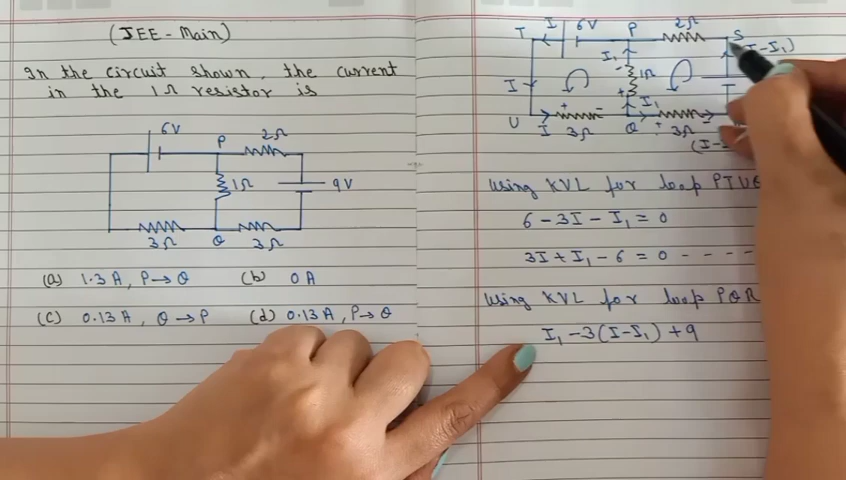 (JEE-Main)
In the circuit shown, the current
in the 1Ω resistor is
6V
P
2Ω
1Ω
9V
3Ω
Q
3Ω
(a) 1.3 A, P→Q (b) 0 A
(c) 0.13 A, Q→P (d) 0.13 A, P→Q
T I 6V P 2Ω S
I₁
1Ω
-I₁)
I
I₁
U I 3Ω Q 3Ω
(I-
Using KVL for loop PTUQ
6 - 3I - I₁ = 0
3I + I₁ - 6 = 0 - - - -
Using KVL for loop PQR
I₁ - 3(I-I₁) + 9